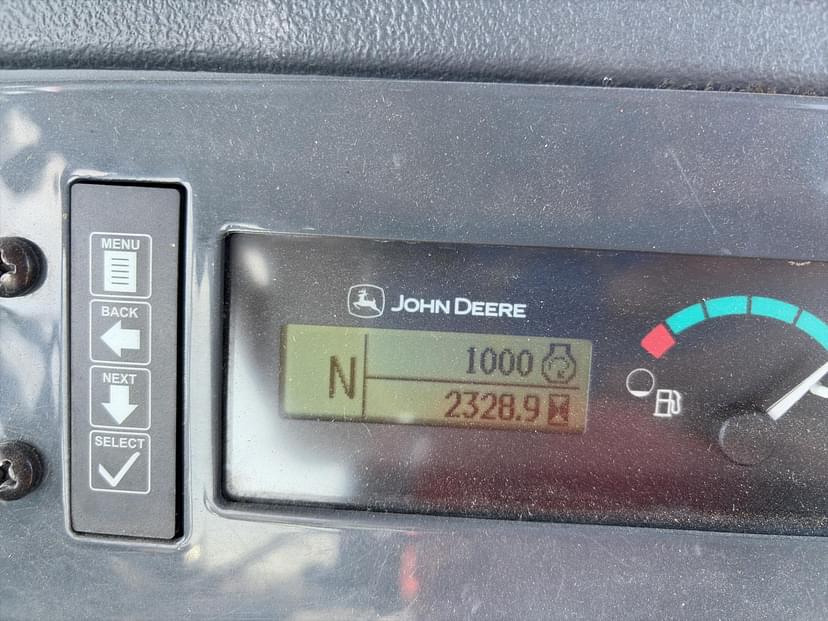 MENU
BACK
NEXT
SELECT
JOHN DEERE
N
1000
2328.9